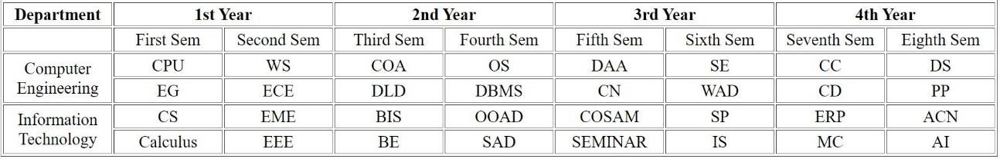 Department 1st Year 2nd Year 3rd Year 4th Year
First Sem Second Sem Third Sem Fourth Sem Fifth Sem Sixth Sem Seventh Sem Eighth Sem
Computer Engineering CPU WS COA OS DAA SE CC DS
EG ECE DLD DBMS CN WAD CD PP
Information Technology CS EME BIS OOAD COSAM SP ERP ACN
Calculus EEE BE SAD SEMINAR IS MC AI